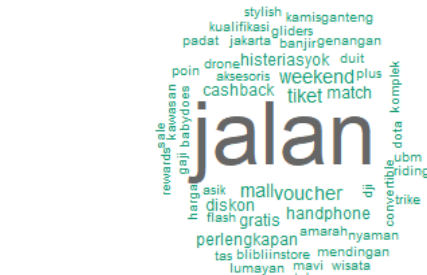 stylish
kamisganteng
kualifikasi
gliders
padat jakarta banjir genangan
drone histeriasyok duit
poin aksesoris weekend plus
cashback tiket match
komplek
sale
kawasan
babydoes
jalan
dota
ubm
riding
rewards
gaji
harga
asik mall voucher dji
convertible
trike
diskon
flash gratis handphone
perlengkapan amarah nyaman
tas blibliinstore mendingan
lumayan mavi wisata